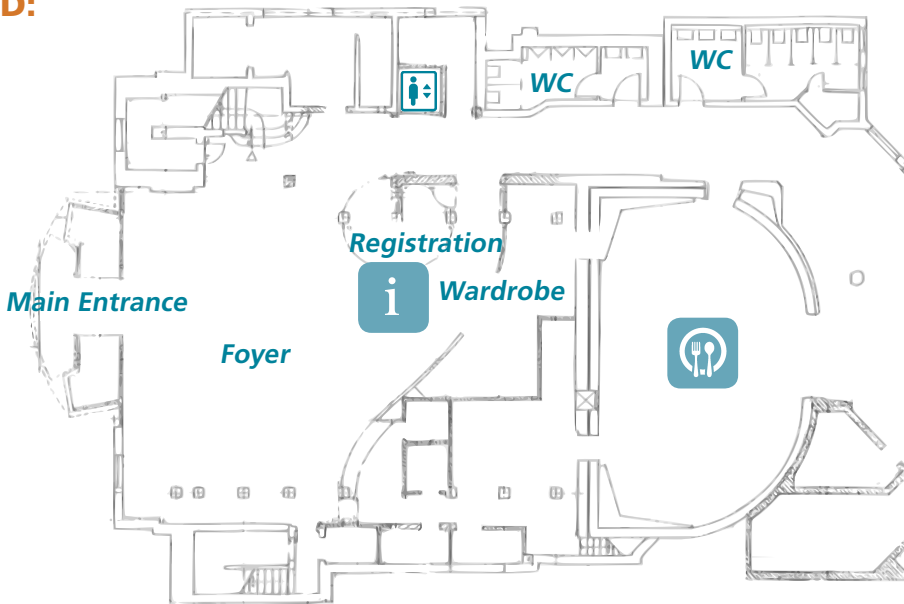 D:
WC
WC
Registration
i
Wardrobe
Main Entrance
Foyer